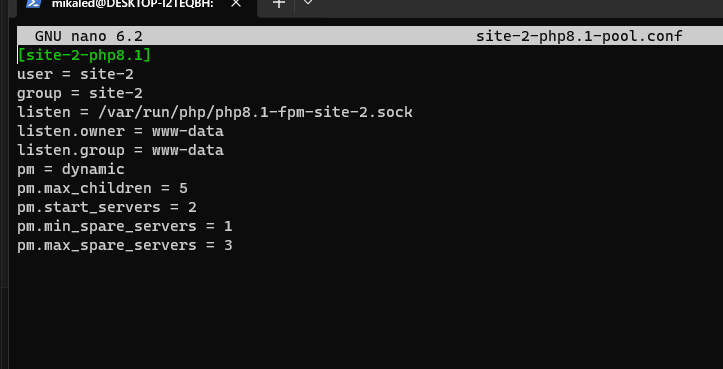 mikaled@DESKTOP-I2TEQBH:
GNU nano 6.2 site-2-php8.1-pool.conf
[site-2-php8.1]
user = site-2
group = site-2
listen = /var/run/php/php8.1-fpm-site-2.sock
listen.owner = www-data
listen.group = www-data
pm = dynamic
pm.max_children = 5
pm.start_servers = 2
pm.min_spare_servers = 1
pm.max_spare_servers = 3